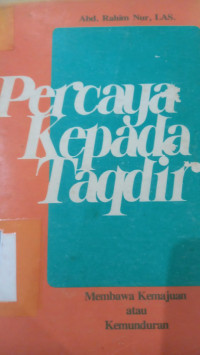 Abd. Rahim Nur, LAS.
Percaya
Kepada
Taqdir
Membawa Kemajuan
atau
Kemunduran